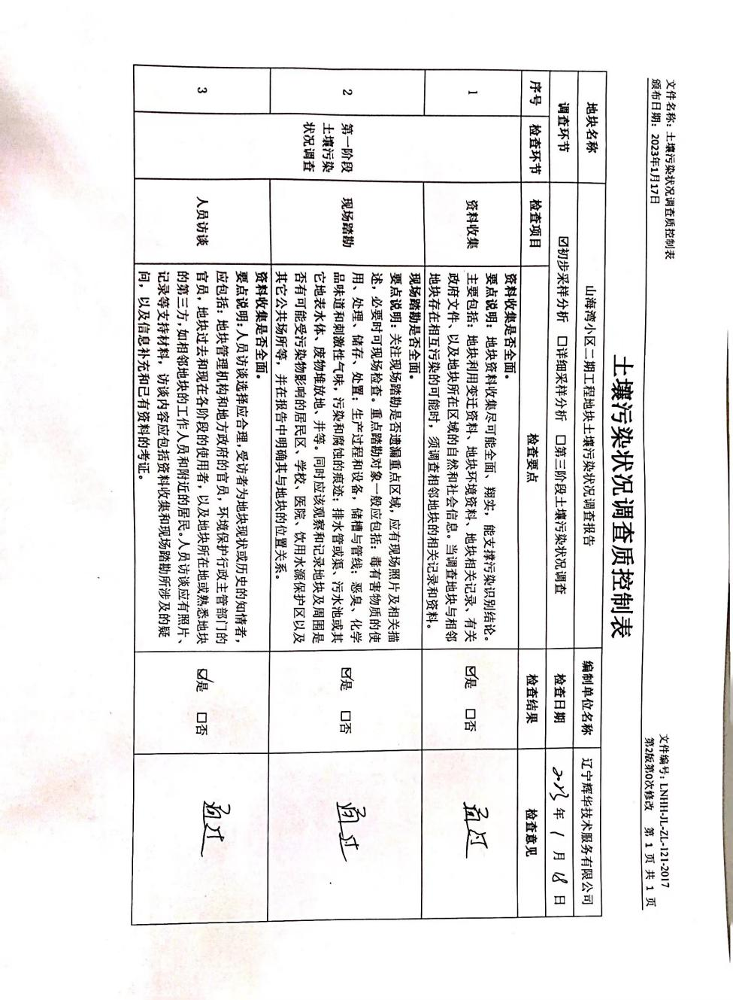 文件名称：土壤污染状况调查质控制表
文件编号：LNHH-JL-ZL-121-2017
颁布日期：2023年1月17日
第2版第0次修改 第 1 页 共 1 页
土壤污染状况调查质控制表
地块名称 山海湾小区二期工程地块土壤污染状况调查报告 编制单位名称 辽宁辉华技术服务有限公司
调查环节 ☑初步采样分析 □详细采样分析 □第三阶段土壤污染状况调查 检查日期 2023年 1 月 18 日
序号 检查环节 检查项目 检查要点 检查结果 检查意见
1
资料收集
资料收集是否全面。
要点说明：地块资料收集尽可能全面、翔实，能支撑污染识别结论。
主要包括：地块利用变迁资料、地块环境资料、地块相关记录、有关
政府文件、以及地块所在区域的自然和社会信息。当调查地块与相邻
地块存在相互污染的可能时，须调查相邻地块的相关记录和资料。
☑是 □否
通过
2
第一阶段
土壤污染
状况调查
现场踏勘
现场踏勘是否全面。
要点说明：关注现场踏勘是否遗漏重点区域，应有现场照片及相关描
述，必要时可现场检查。重点踏勘对象一般应包括：毒有害物质的使
用、处理、储存、处置；生产过程和设备，储槽与管线；恶臭、化学
品味道和刺激性气味，污染和腐蚀的痕迹；排水管或渠、污水池或其
它地表水体、废物堆放地、井等。同时应该观察和记录地块及周围是
否有可能受污染物影响的居民区、学校、医院、饮用水源保护区以及
其它公共场所等，并在报告中明确其与地块的位置关系。
☑是 □否
通过
3
人员访谈
资料收集是否全面。
要点说明：人员访谈选择应合理，受访者为地块现状或历史的知情者，
应包括：地块管理机构和地方政府的官员，环境保护行政主管部门的
官员，地块过去和现在各阶段的使用者，以及地块所在地或熟悉地块
的第三方，如相邻地块的工作人员和附近的居民。人员访谈应有照片、
记录等支持材料，访谈内容应包括资料收集和现场踏勘所涉及的疑
问，以及信息补充和已有资料的考证。
☑是 □否
通过